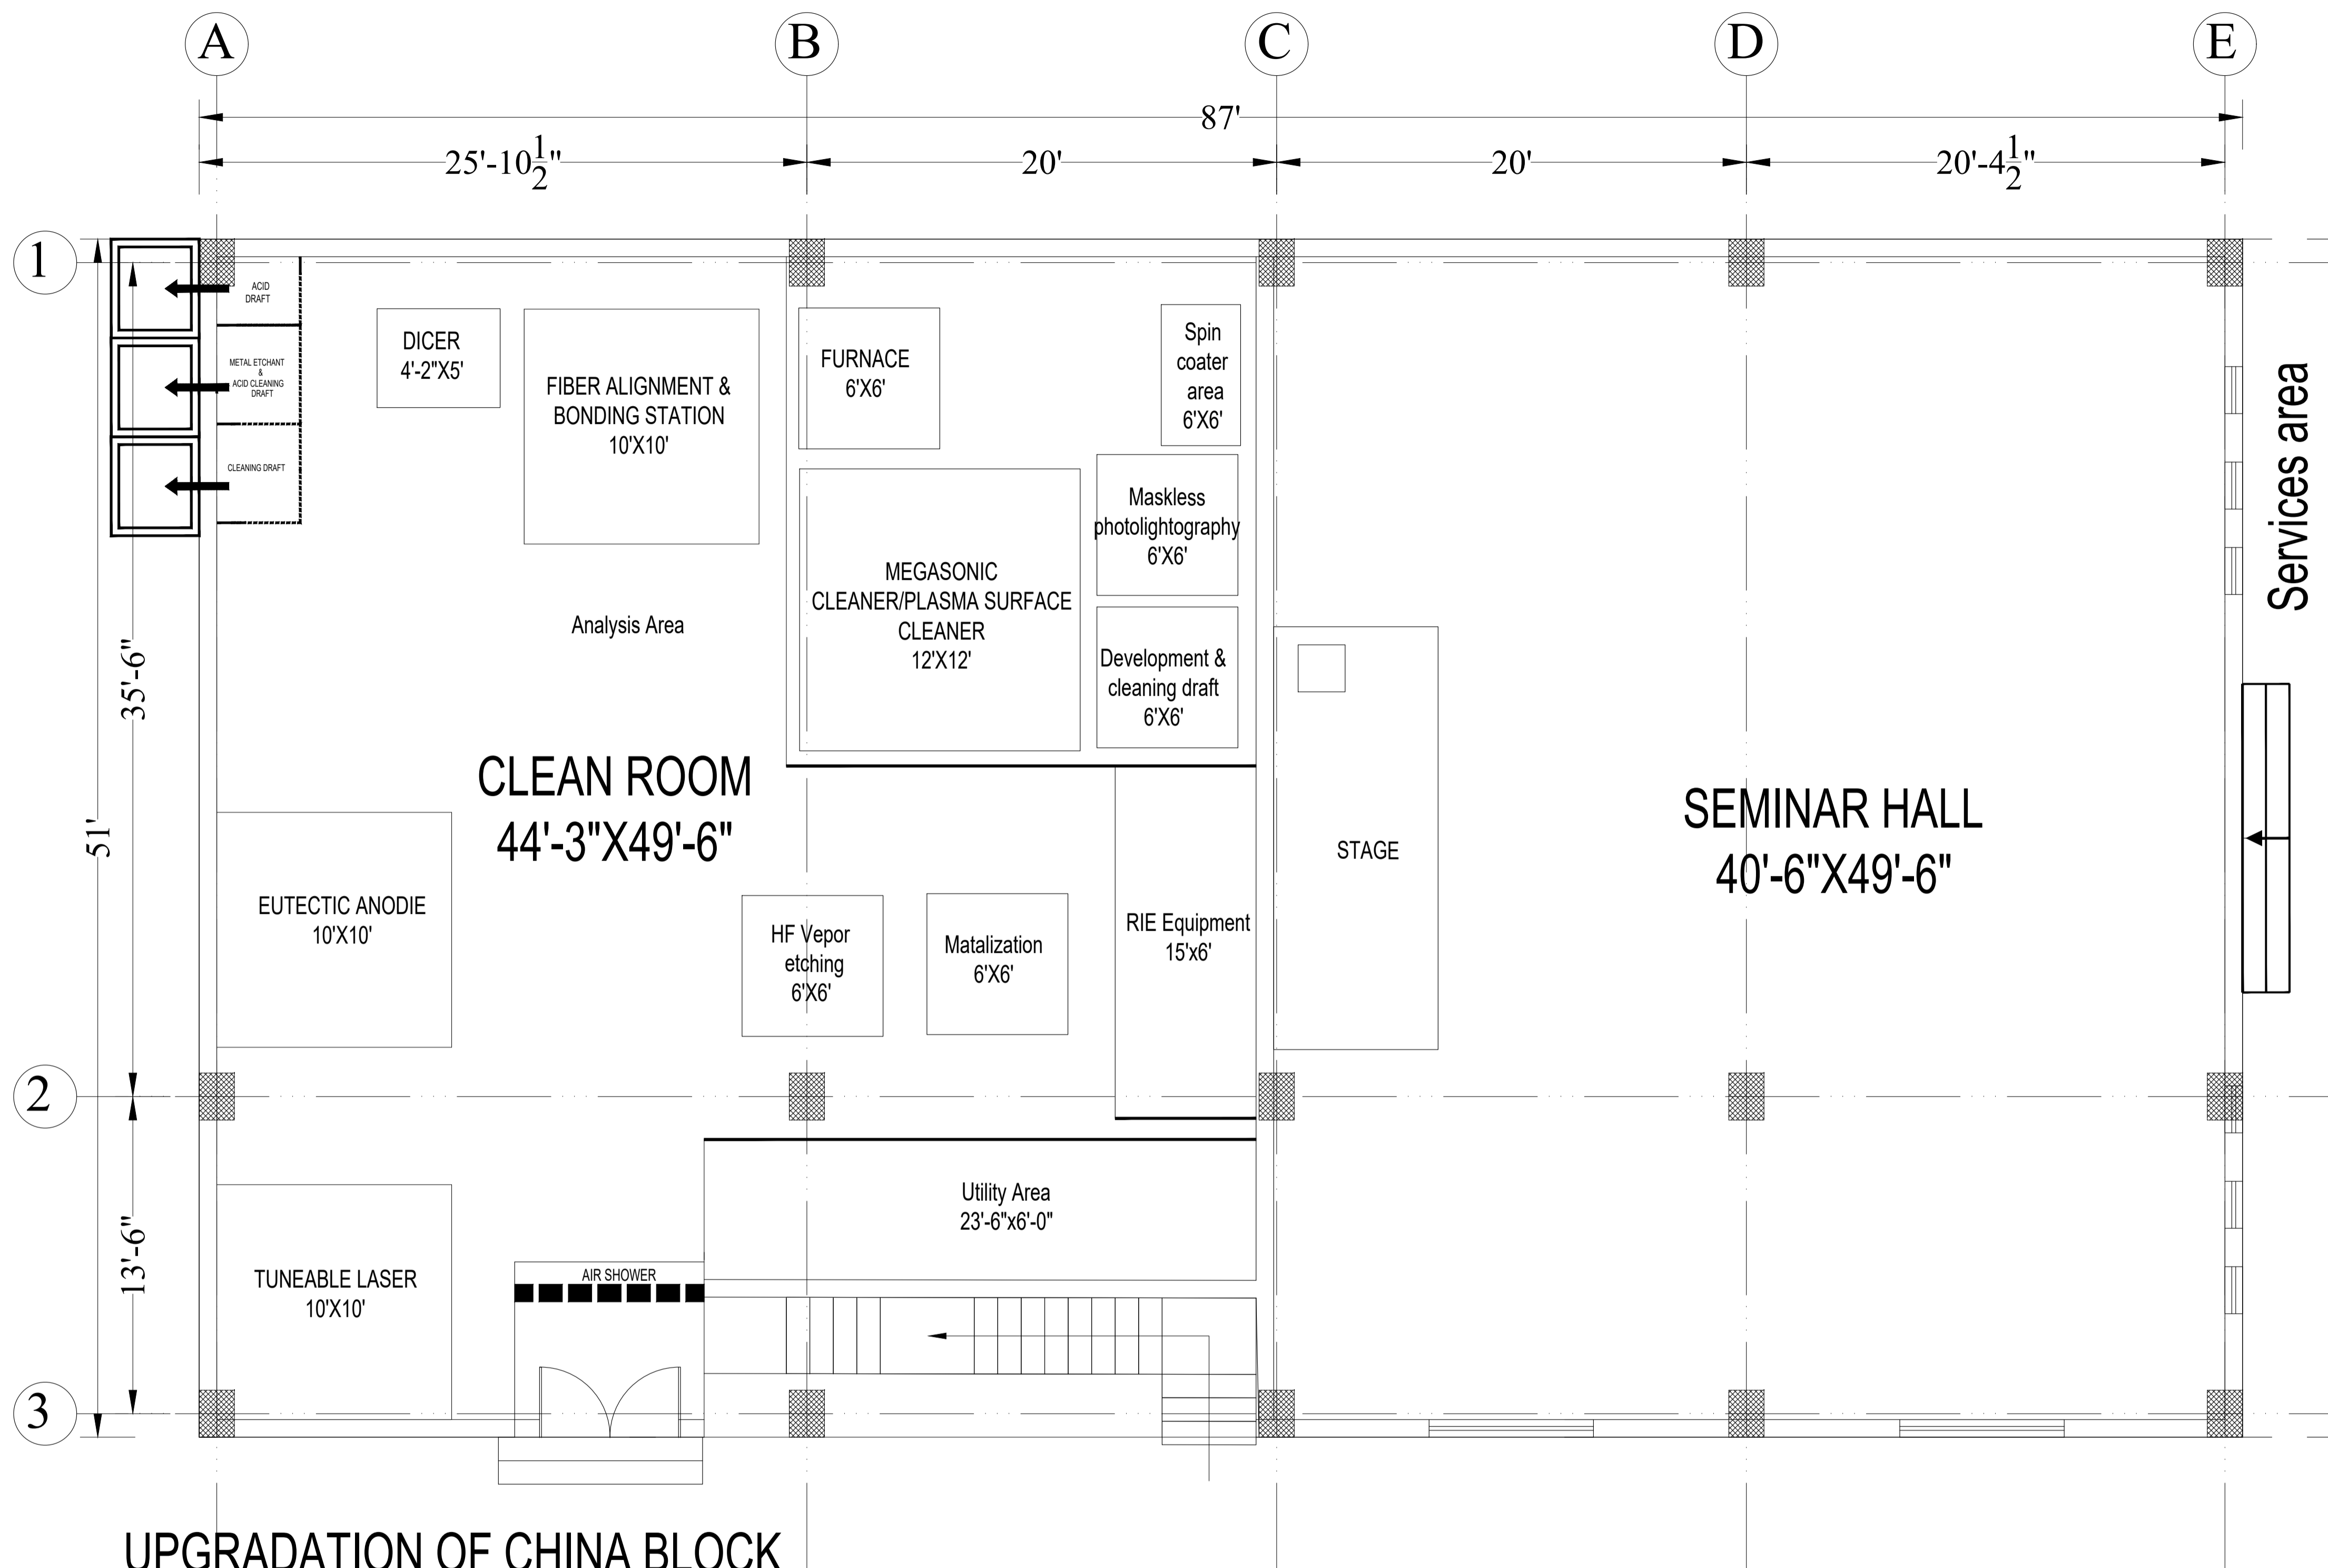 A
B
C
D
E
87'
25'-10 1/2"
20'
20'
20'-4 1/2"
1
2
3
51'
35'-6"
13'-6"
ACID
DRAFT
METAL ETCHANT
&
ACID CLEANING
DRAFT
CLEANING DRAFT
DICER
4'-2"X5'
FIBER ALIGNMENT &
BONDING STATION
10'X10'
FURNACE
6'X6'
Spin
coater
area
6'X6'
Maskless
photolightography
6'X6'
MEGASONIC
CLEANER/PLASMA SURFACE
CLEANER
12'X12'
Development &
cleaning draft
6'X6'
Analysis Area
CLEAN ROOM
44'-3"X49'-6"
EUTECTIC ANODIE
10'X10'
HF Vepor
etching
6'X6'
Matalization
6'X6'
RIE Equipment
15'x6'
STAGE
SEMINAR HALL
40'-6"X49'-6"
Services area
Utility Area
23'-6"x6'-0"
TUNEABLE LASER
10'X10'
AIR SHOWER
UPGRADATION OF CHINA BLOCK